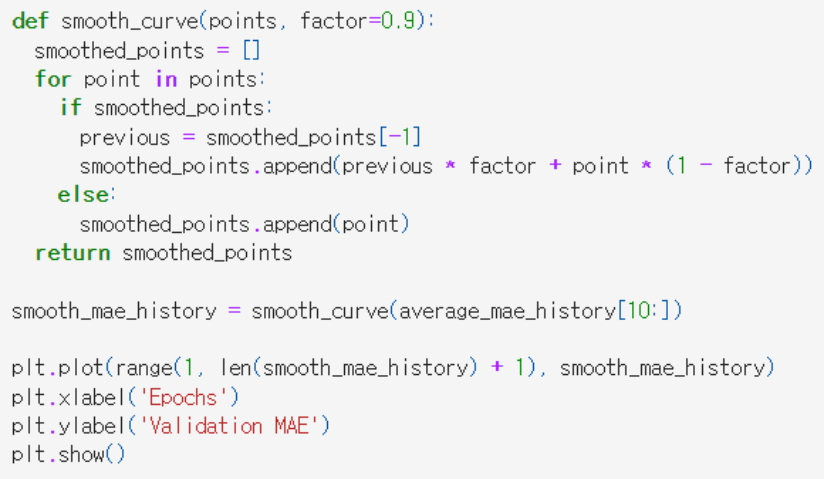 def smooth_curve(points, factor=0.9):
  smoothed_points = []
  for point in points:
    if smoothed_points:
      previous = smoothed_points[-1]
      smoothed_points.append(previous * factor + point * (1 - factor))
    else:
      smoothed_points.append(point)
  return smoothed_points

smooth_mae_history = smooth_curve(average_mae_history[10:])

plt.plot(range(1, len(smooth_mae_history) + 1), smooth_mae_history)
plt.xlabel('Epochs')
plt.ylabel('Validation MAE')
plt.show()